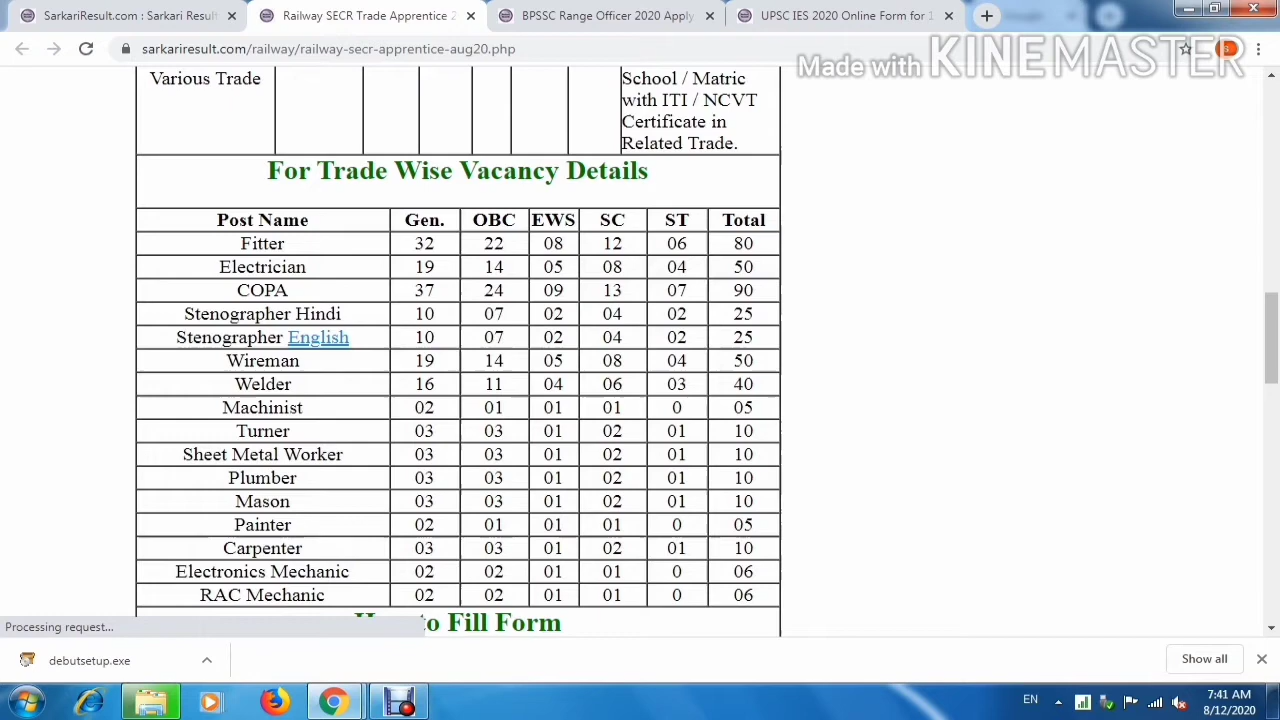 SarkariResult.com : Sarkari Result
Railway SECR Trade Apprentice 2
BPSSC Range Officer 2020 Apply
UPSC IES 2020 Online Form for 1
sarkariresult.com/railway/railway-secr-apprentice-aug20.php
Made with KINEMASTER
Various Trade
School / Matric
with ITI / NCVT
Certificate in
Related Trade.
For Trade Wise Vacancy Details
Post Name Gen. OBC EWS SC ST Total
Fitter 32 22 08 12 06 80
Electrician 19 14 05 08 04 50
COPA 37 24 09 13 07 90
Stenographer Hindi 10 07 02 04 02 25
Stenographer English 10 07 02 04 02 25
Wireman 19 14 05 08 04 50
Welder 16 11 04 06 03 40
Machinist 02 01 01 01 0 05
Turner 03 03 01 02 01 10
Sheet Metal Worker 03 03 01 02 01 10
Plumber 03 03 01 02 01 10
Mason 03 03 01 02 01 10
Painter 02 01 01 01 0 05
Carpenter 03 03 01 02 01 10
Electronics Mechanic 02 02 01 01 0 06
RAC Mechanic 02 02 01 01 0 06
to Fill Form
Processing request...
debutsetup.exe
Show all
EN
7:41 AM
8/12/2020